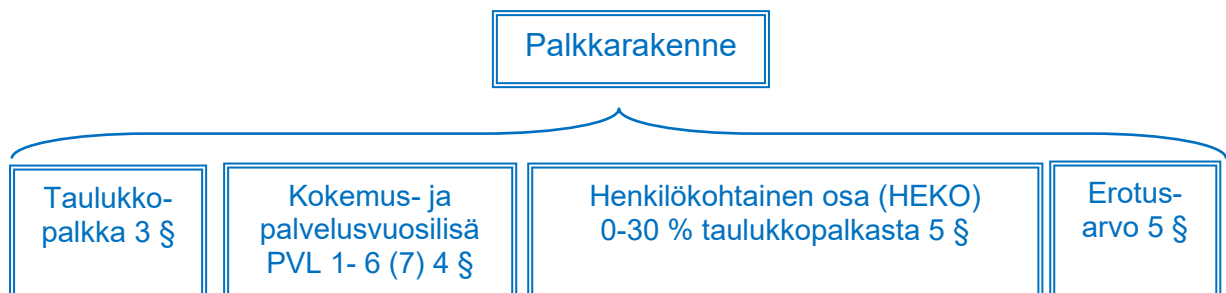 Palkkarakenne
Taulukko-
palkka 3 §
Kokemus- ja
palvelusvuosilisä
PVL 1- 6 (7) 4 §
Henkilökohtainen osa (HEKO)
0-30 % taulukkopalkasta 5 §
Erotus-
arvo 5 §